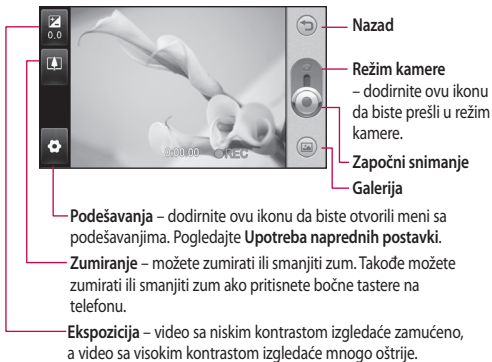 Nazad
Režim kamere
– dodirnite ovu ikonu
da biste prešli u režim
kamere.
Započni snimanje
Galerija
0.0
0:00:00 REC
Podešavanja – dodirnite ovu ikonu da biste otvorili meni sa
podešavanjima. Pogledajte Upotreba naprednih postavki.
Zumiranje – možete zumirati ili smanjiti zum. Takođe možete
zumirati ili smanjiti zum ako pritisnete bočne tastere na
telefonu.
Ekspozicija – video sa niskim kontrastom izgledaće zamućeno,
a video sa visokim kontrastom izgledaće mnogo oštrije.